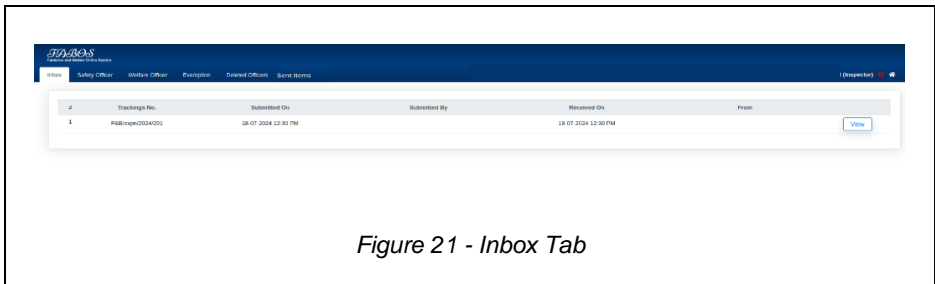 FABOS
Factories and Boilers Online System
Inbox Safety Officer Welfare Officer Exemption Deleted Officers Sent Items I (Inspector)
# Trackings No. Submitted On Submitted By Received On From
1 F&B/expn/2024/201 18-07-2024 12:30 PM 18-07-2024 12:30 PM View
Figure 21 - Inbox Tab